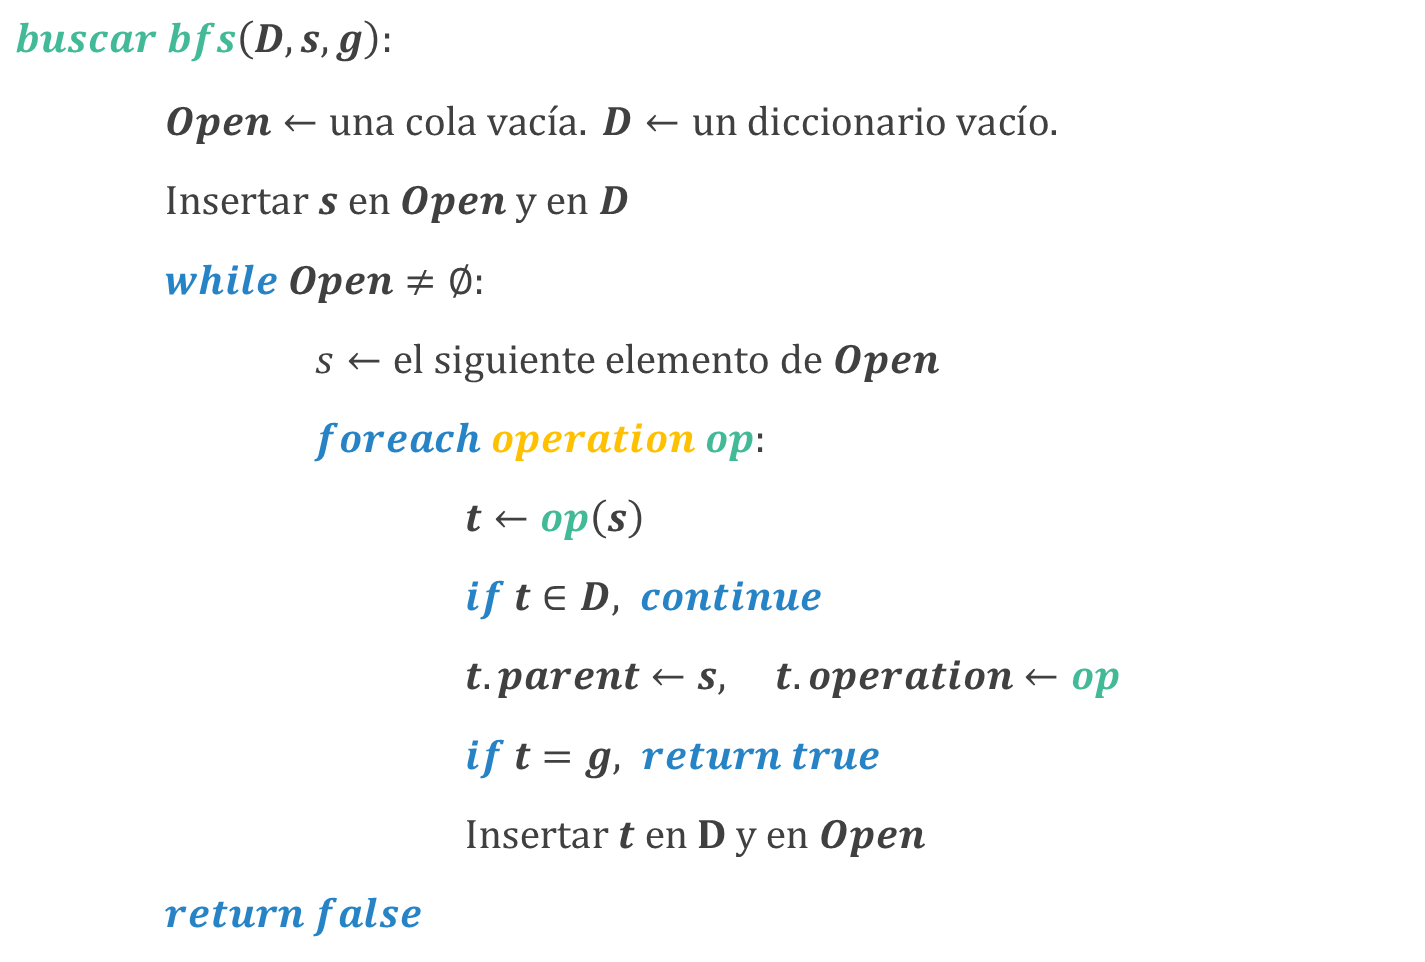 buscar bfs(D, s, g):
Open ← una cola vacía. D ← un diccionario vacío.
Insertar s en Open y en D
while Open ≠ ∅:
s ← el siguiente elemento de Open
foreach operation op:
t ← op(s)
if t ∈ D, continue
t.parent ← s, t.operation ← op
if t = g, return true
Insertar t en D y en Open
return false